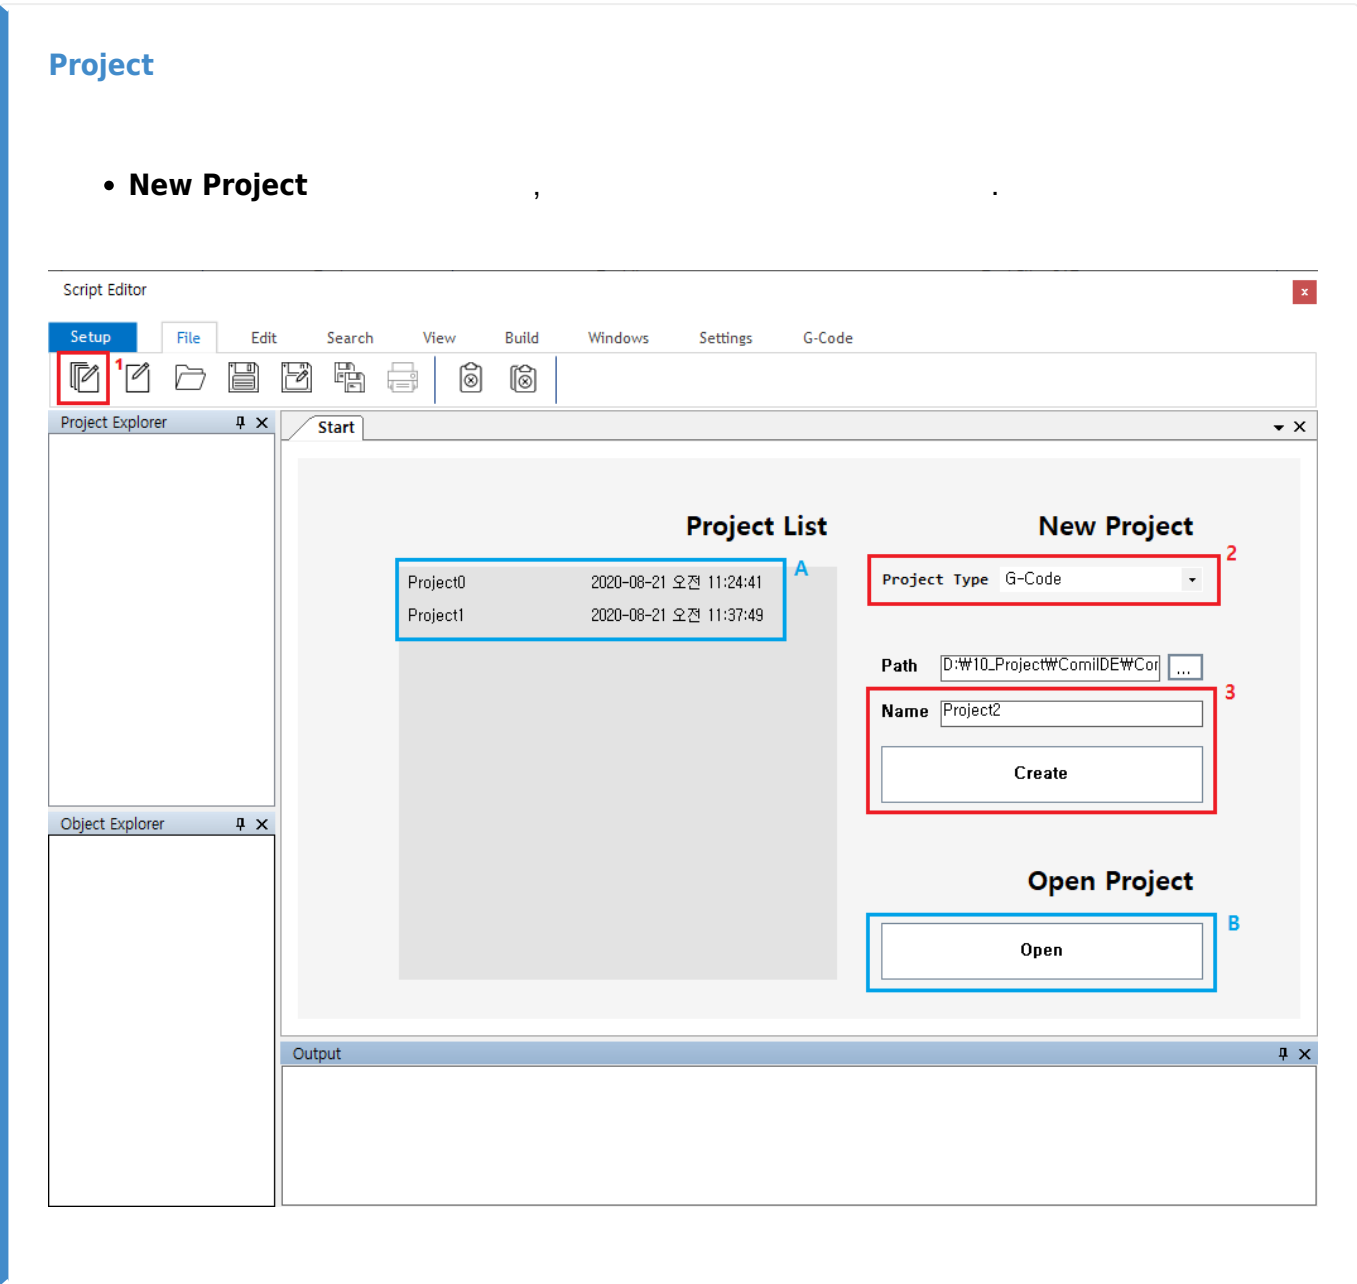 Project
• New Project , .
Script Editor
x
Setup File Edit Search View Build Windows Settings G-Code
1
Project Explorer
Start
Project List
New Project
A
2
Project0 2020-08-21 오전 11:24:41
Project1 2020-08-21 오전 11:37:49
Project Type G-Code
Path D:₩10_Project₩ComiIDE₩Cor ...
3
Name Project2
Create
Object Explorer
Open Project
B
Open
Output